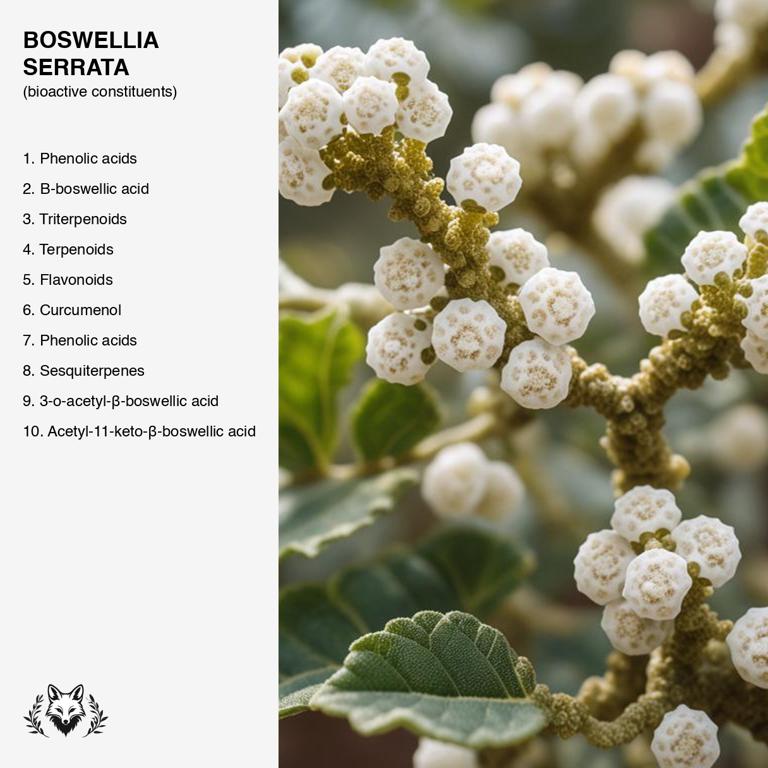 BOSWELLIA
SERRATA
(bioactive constituents)
1. Phenolic acids
2. B-boswellic acid
3. Triterpenoids
4. Terpenoids
5. Flavonoids
6. Curcumenol
7. Phenolic acids
8. Sesquiterpenes
9. 3-o-acetyl-β-boswellic acid
10. Acetyl-11-keto-β-boswellic acid